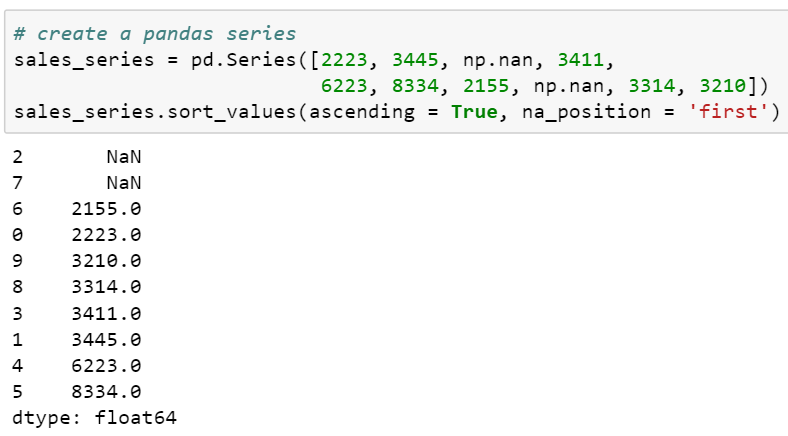 # create a pandas series
sales_series = pd.Series([2223, 3445, np.nan, 3411,
                          6223, 8334, 2155, np.nan, 3314, 3210])
sales_series.sort_values(ascending = True, na_position = 'first')
2       NaN
7       NaN
6    2155.0
0    2223.0
9    3210.0
8    3314.0
3    3411.0
1    3445.0
4    6223.0
5    8334.0
dtype: float64